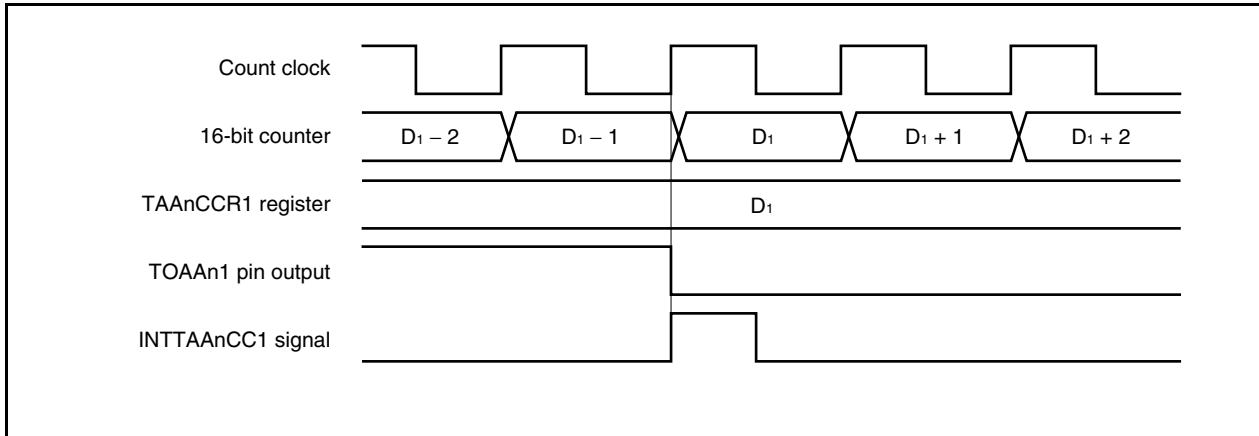 Count clock
16-bit counter D₁ − 2 D₁ − 1 D₁ D₁ + 1 D₁ + 2
TAAnCCR1 register D₁
TOAAn1 pin output
INTTAAnCC1 signal